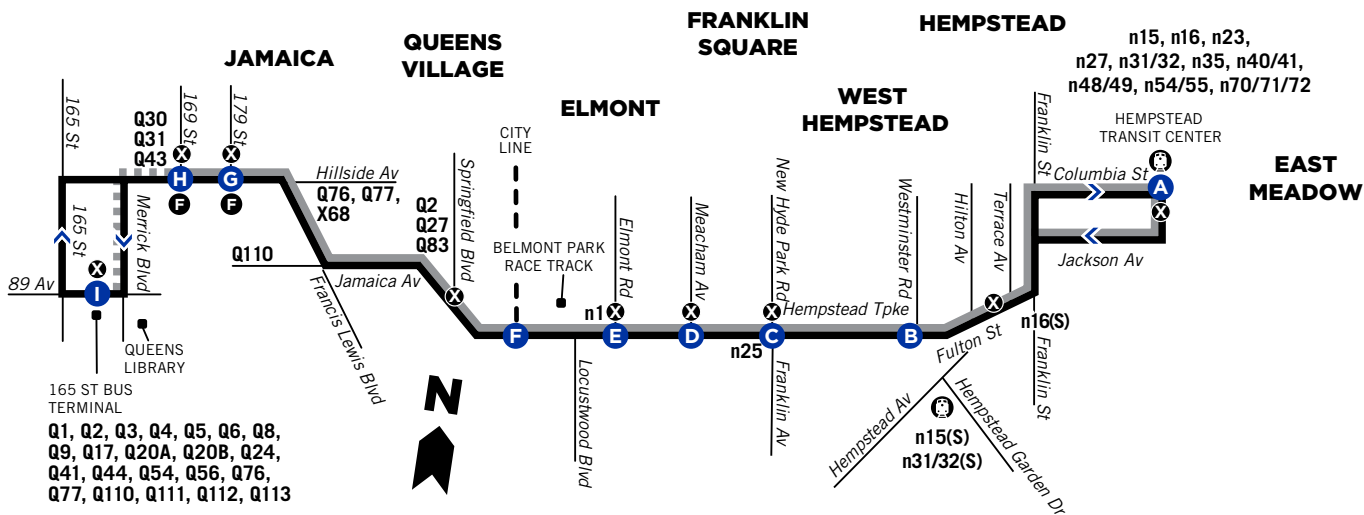 JAMAICA
QUEENS
VILLAGE
ELMONT
FRANKLIN
SQUARE
WEST
HEMPSTEAD
HEMPSTEAD
EAST
MEADOW
n15, n16, n23,
n27, n31/32, n35, n40/41,
n48/49, n54/55, n70/71/72
HEMPSTEAD
TRANSIT CENTER
165 St
Q30
Q31
Q43
169 St
179 St
X
X
H
G
F
F
Hillside Av
Q76, Q77,
X68
165 St
Merrick Blvd
X
I
89 Av
QUEENS
LIBRARY
165 ST BUS
TERMINAL
Q1, Q2, Q3, Q4, Q5, Q6, Q8,
Q9, Q17, Q20A, Q20B, Q24,
Q41, Q44, Q54, Q56, Q76,
Q77, Q110, Q111, Q112, Q113
Q110
Jamaica Av
Francis Lewis Blvd
Q2
Q27
Q83
Springfield Blvd
X
CITY
LINE
F
BELMONT PARK
RACE TRACK
Locustwood Blvd
n1
Elmont Rd
X
E
Meacham Av
X
D
New Hyde Park Rd
X
C
n25
Franklin Av
Hempstead Tpke
Westminster Rd
B
Hilton Av
Terrace Av
X
Fulton St
Hempstead Av
Hempstead Garden Dr
n15(S)
n31/32(S)
Franklin St
n16(S)
Franklin St
Columbia St
A
X
Jackson Av
N